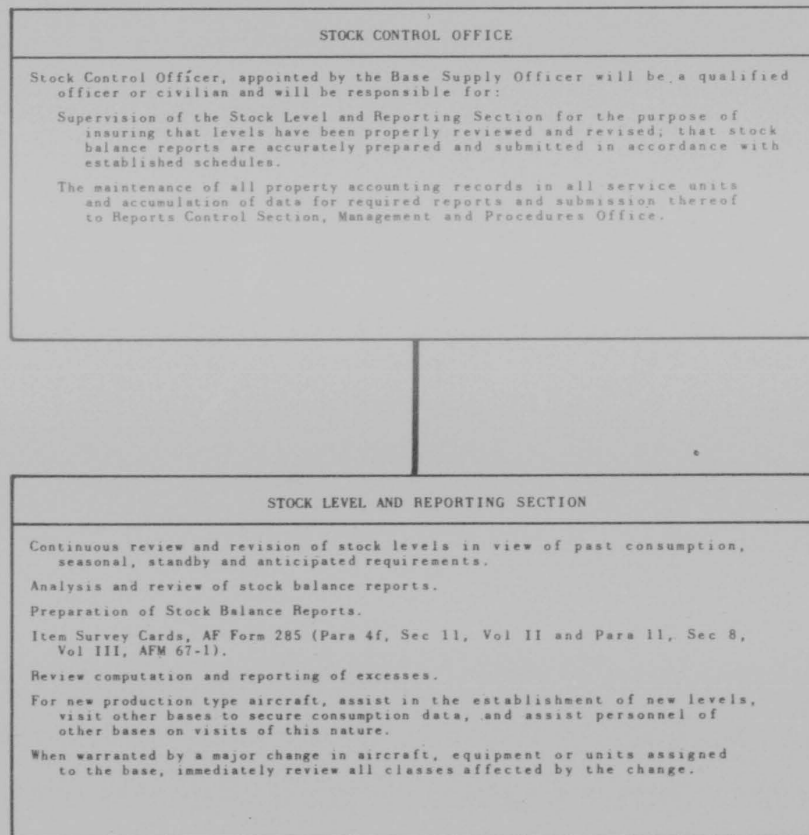 STOCK CONTROL OFFICE
Stock Control Officer, appointed by the Base Supply Officer will be a qualified
officer or civilian and will be responsible for:
Supervision of the Stock Level and Reporting Section for the purpose of
insuring that levels have been properly reviewed and revised; that stock
balance reports are accurately prepared and submitted in accordance with
established schedules.
The maintenance of all property accounting records in all service units
and accumulation of data for required reports and submission thereof
to Reports Control Section, Management and Procedures Office.
STOCK LEVEL AND REPORTING SECTION
Continuous review and revision of stock levels in view of past consumption,
seasonal, standby and anticipated requirements.
Analysis and review of stock balance reports.
Preparation of Stock Balance Reports.
Item Survey Cards, AF Form 285 (Para 4f, Sec 11, Vol II and Para 11, Sec 8,
Vol III, AFM 67-1).
Review computation and reporting of excesses.
For new production type aircraft, assist in the establishment of new levels,
visit other bases to secure consumption data, and assist personnel of
other bases on visits of this nature.
When warranted by a major change in aircraft, equipment or units assigned
to the base, immediately review all classes affected by the change.